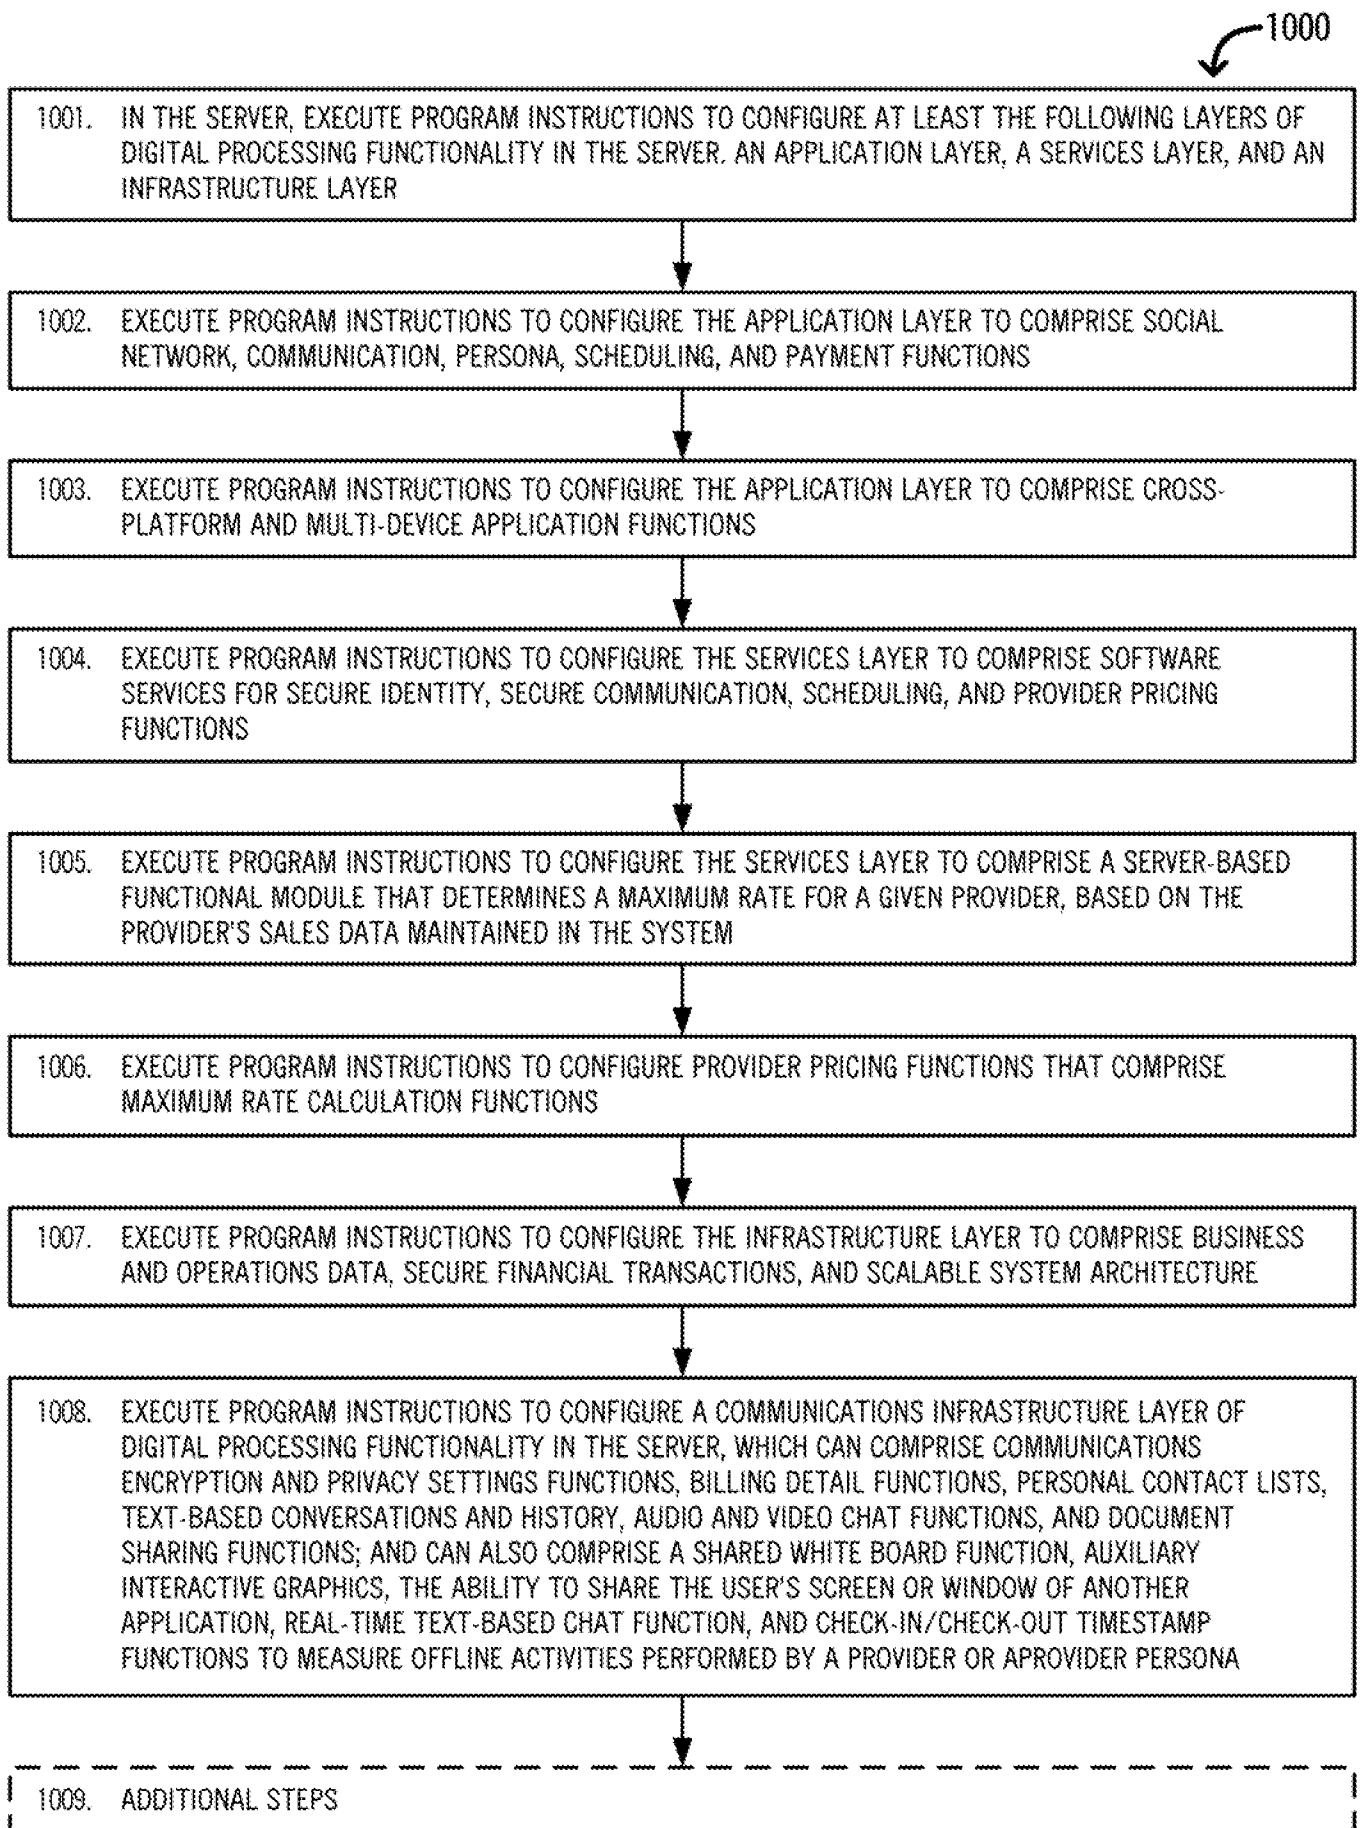 1000
1001. IN THE SERVER, EXECUTE PROGRAM INSTRUCTIONS TO CONFIGURE AT LEAST THE FOLLOWING LAYERS OF
DIGITAL PROCESSING FUNCTIONALITY IN THE SERVER. AN APPLICATION LAYER, A SERVICES LAYER, AND AN
INFRASTRUCTURE LAYER
1002. EXECUTE PROGRAM INSTRUCTIONS TO CONFIGURE THE APPLICATION LAYER TO COMPRISE SOCIAL
NETWORK, COMMUNICATION, PERSONA, SCHEDULING, AND PAYMENT FUNCTIONS
1003. EXECUTE PROGRAM INSTRUCTIONS TO CONFIGURE THE APPLICATION LAYER TO COMPRISE CROSS-
PLATFORM AND MULTI-DEVICE APPLICATION FUNCTIONS
1004. EXECUTE PROGRAM INSTRUCTIONS TO CONFIGURE THE SERVICES LAYER TO COMPRISE SOFTWARE
SERVICES FOR SECURE IDENTITY, SECURE COMMUNICATION, SCHEDULING, AND PROVIDER PRICING
FUNCTIONS
1005. EXECUTE PROGRAM INSTRUCTIONS TO CONFIGURE THE SERVICES LAYER TO COMPRISE A SERVER-BASED
FUNCTIONAL MODULE THAT DETERMINES A MAXIMUM RATE FOR A GIVEN PROVIDER, BASED ON THE
PROVIDER'S SALES DATA MAINTAINED IN THE SYSTEM
1006. EXECUTE PROGRAM INSTRUCTIONS TO CONFIGURE PROVIDER PRICING FUNCTIONS THAT COMPRISE
MAXIMUM RATE CALCULATION FUNCTIONS
1007. EXECUTE PROGRAM INSTRUCTIONS TO CONFIGURE THE INFRASTRUCTURE LAYER TO COMPRISE BUSINESS
AND OPERATIONS DATA, SECURE FINANCIAL TRANSACTIONS, AND SCALABLE SYSTEM ARCHITECTURE
1008. EXECUTE PROGRAM INSTRUCTIONS TO CONFIGURE A COMMUNICATIONS INFRASTRUCTURE LAYER OF
DIGITAL PROCESSING FUNCTIONALITY IN THE SERVER, WHICH CAN COMPRISE COMMUNICATIONS
ENCRYPTION AND PRIVACY SETTINGS FUNCTIONS, BILLING DETAIL FUNCTIONS, PERSONAL CONTACT LISTS,
TEXT-BASED CONVERSATIONS AND HISTORY, AUDIO AND VIDEO CHAT FUNCTIONS, AND DOCUMENT
SHARING FUNCTIONS; AND CAN ALSO COMPRISE A SHARED WHITE BOARD FUNCTION, AUXILIARY
INTERACTIVE GRAPHICS, THE ABILITY TO SHARE THE USER'S SCREEN OR WINDOW OF ANOTHER
APPLICATION, REAL-TIME TEXT-BASED CHAT FUNCTION, AND CHECK-IN/CHECK-OUT TIMESTAMP
FUNCTIONS TO MEASURE OFFLINE ACTIVITIES PERFORMED BY A PROVIDER OR APROVIDER PERSONA
1009. ADDITIONAL STEPS